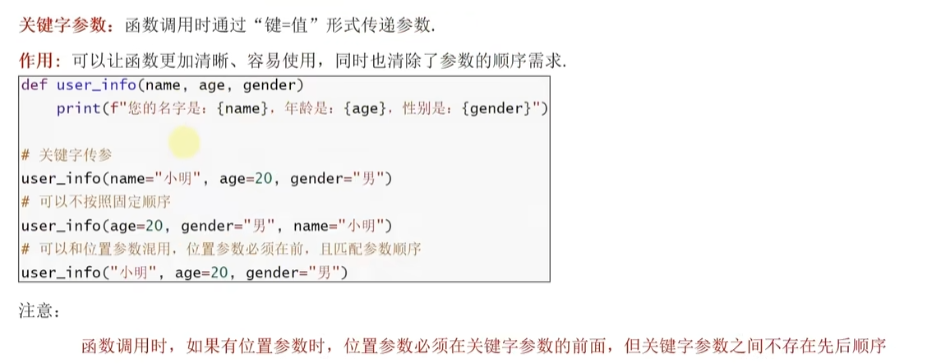 关键字参数：函数调用时通过“键=值”形式传递参数.
作用: 可以让函数更加清晰、容易使用，同时也清除了参数的顺序需求.
def user_info(name, age, gender)
    print(f"您的名字是: {name}, 年龄是: {age}, 性别是: {gender}")
# 关键字传参
user_info(name="小明", age=20, gender="男")
# 可以不按照固定顺序
user_info(age=20, gender="男", name="小明")
# 可以和位置参数混用，位置参数必须在前，且匹配参数顺序
user_info("小明", age=20, gender="男")
注意：
函数调用时，如果有位置参数时，位置参数必须在关键字参数的前面，但关键字参数之间不存在先后顺序